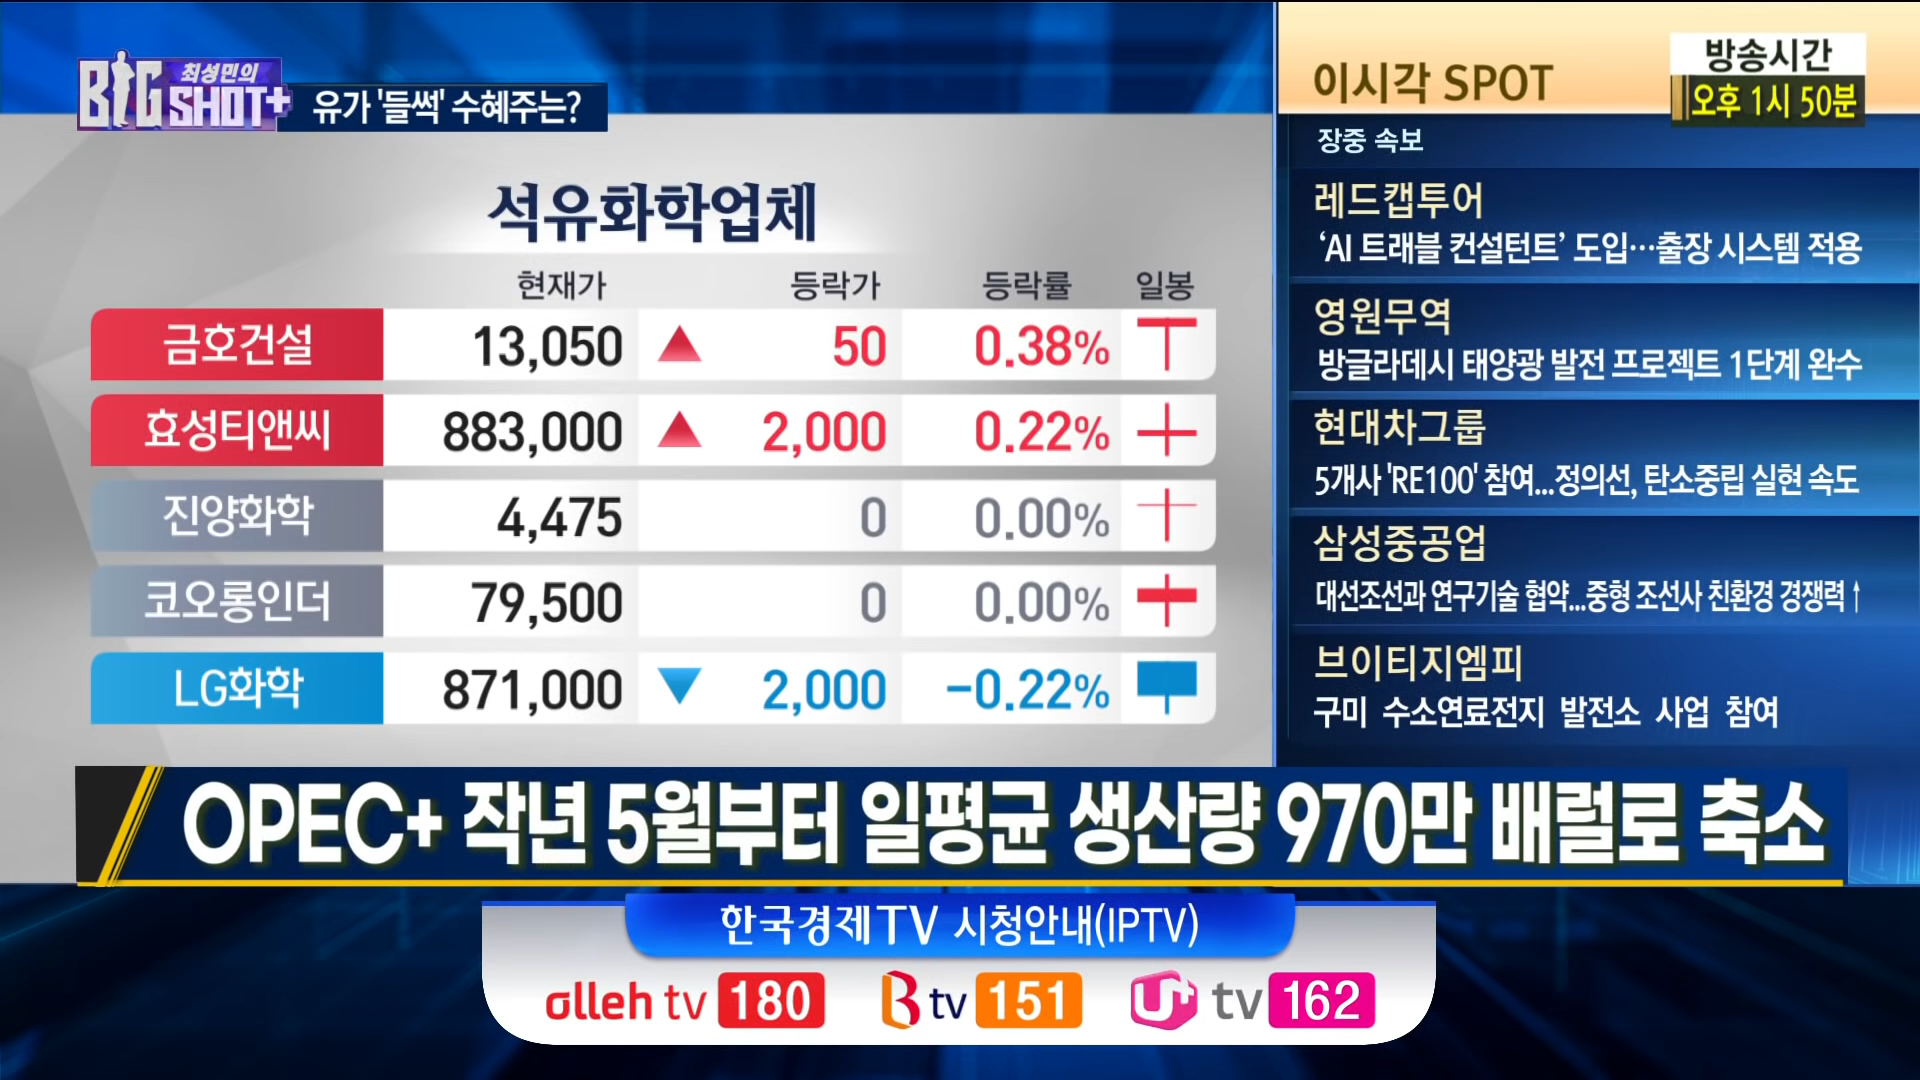 최성민의
BIG SHOT+
유가 '들썩' 수혜주는?
석유화학업체
현재가 등락가 등락률 일봉
금호건설 13,050 ▲ 50 0.38%
효성티앤씨 883,000 ▲ 2,000 0.22%
진양화학 4,475 0 0.00%
코오롱인더 79,500 0 0.00%
LG화학 871,000 ▼ 2,000 -0.22%
이시각 SPOT
방송시간
오후 1시 50분
장중 속보
레드캡투어
‘AI 트래블 컨설턴트’ 도입…출장 시스템 적용
영원무역
방글라데시 태양광 발전 프로젝트 1단계 완수
현대차그룹
5개사 'RE100' 참여...정의선, 탄소중립 실현 속도
삼성중공업
대선조선과 연구기술 협약...중형 조선사 친환경 경쟁력↑
브이티지엠피
구미 수소연료전지 발전소 사업 참여
OPEC+ 작년 5월부터 일평균 생산량 970만 배럴로 축소
한국경제TV 시청안내(IPTV)
olleh tv 180 B tv 151 U+ tv 162